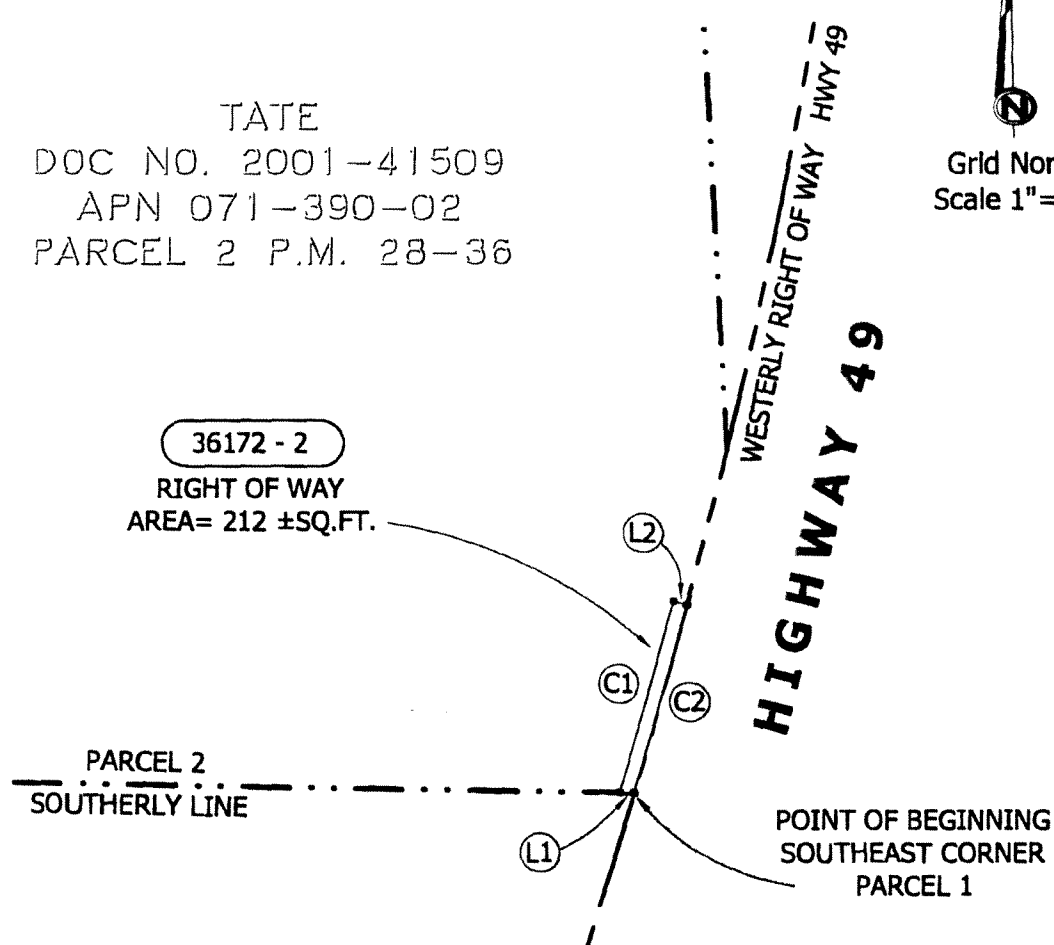 TATE
DOC NO. 2001-41509
APN 071-390-02
PARCEL 2 P.M. 28-36
WESTERLY RIGHT OF WAY HWY 49
N
Grid Nor
Scale 1"=
HIGHWAY 49
36172 - 2
RIGHT OF WAY
AREA= 212 ±SQ.FT.
L2
C1
C2
PARCEL 2
SOUTHERLY LINE
L1
POINT OF BEGINNING
SOUTHEAST CORNER
PARCEL 1